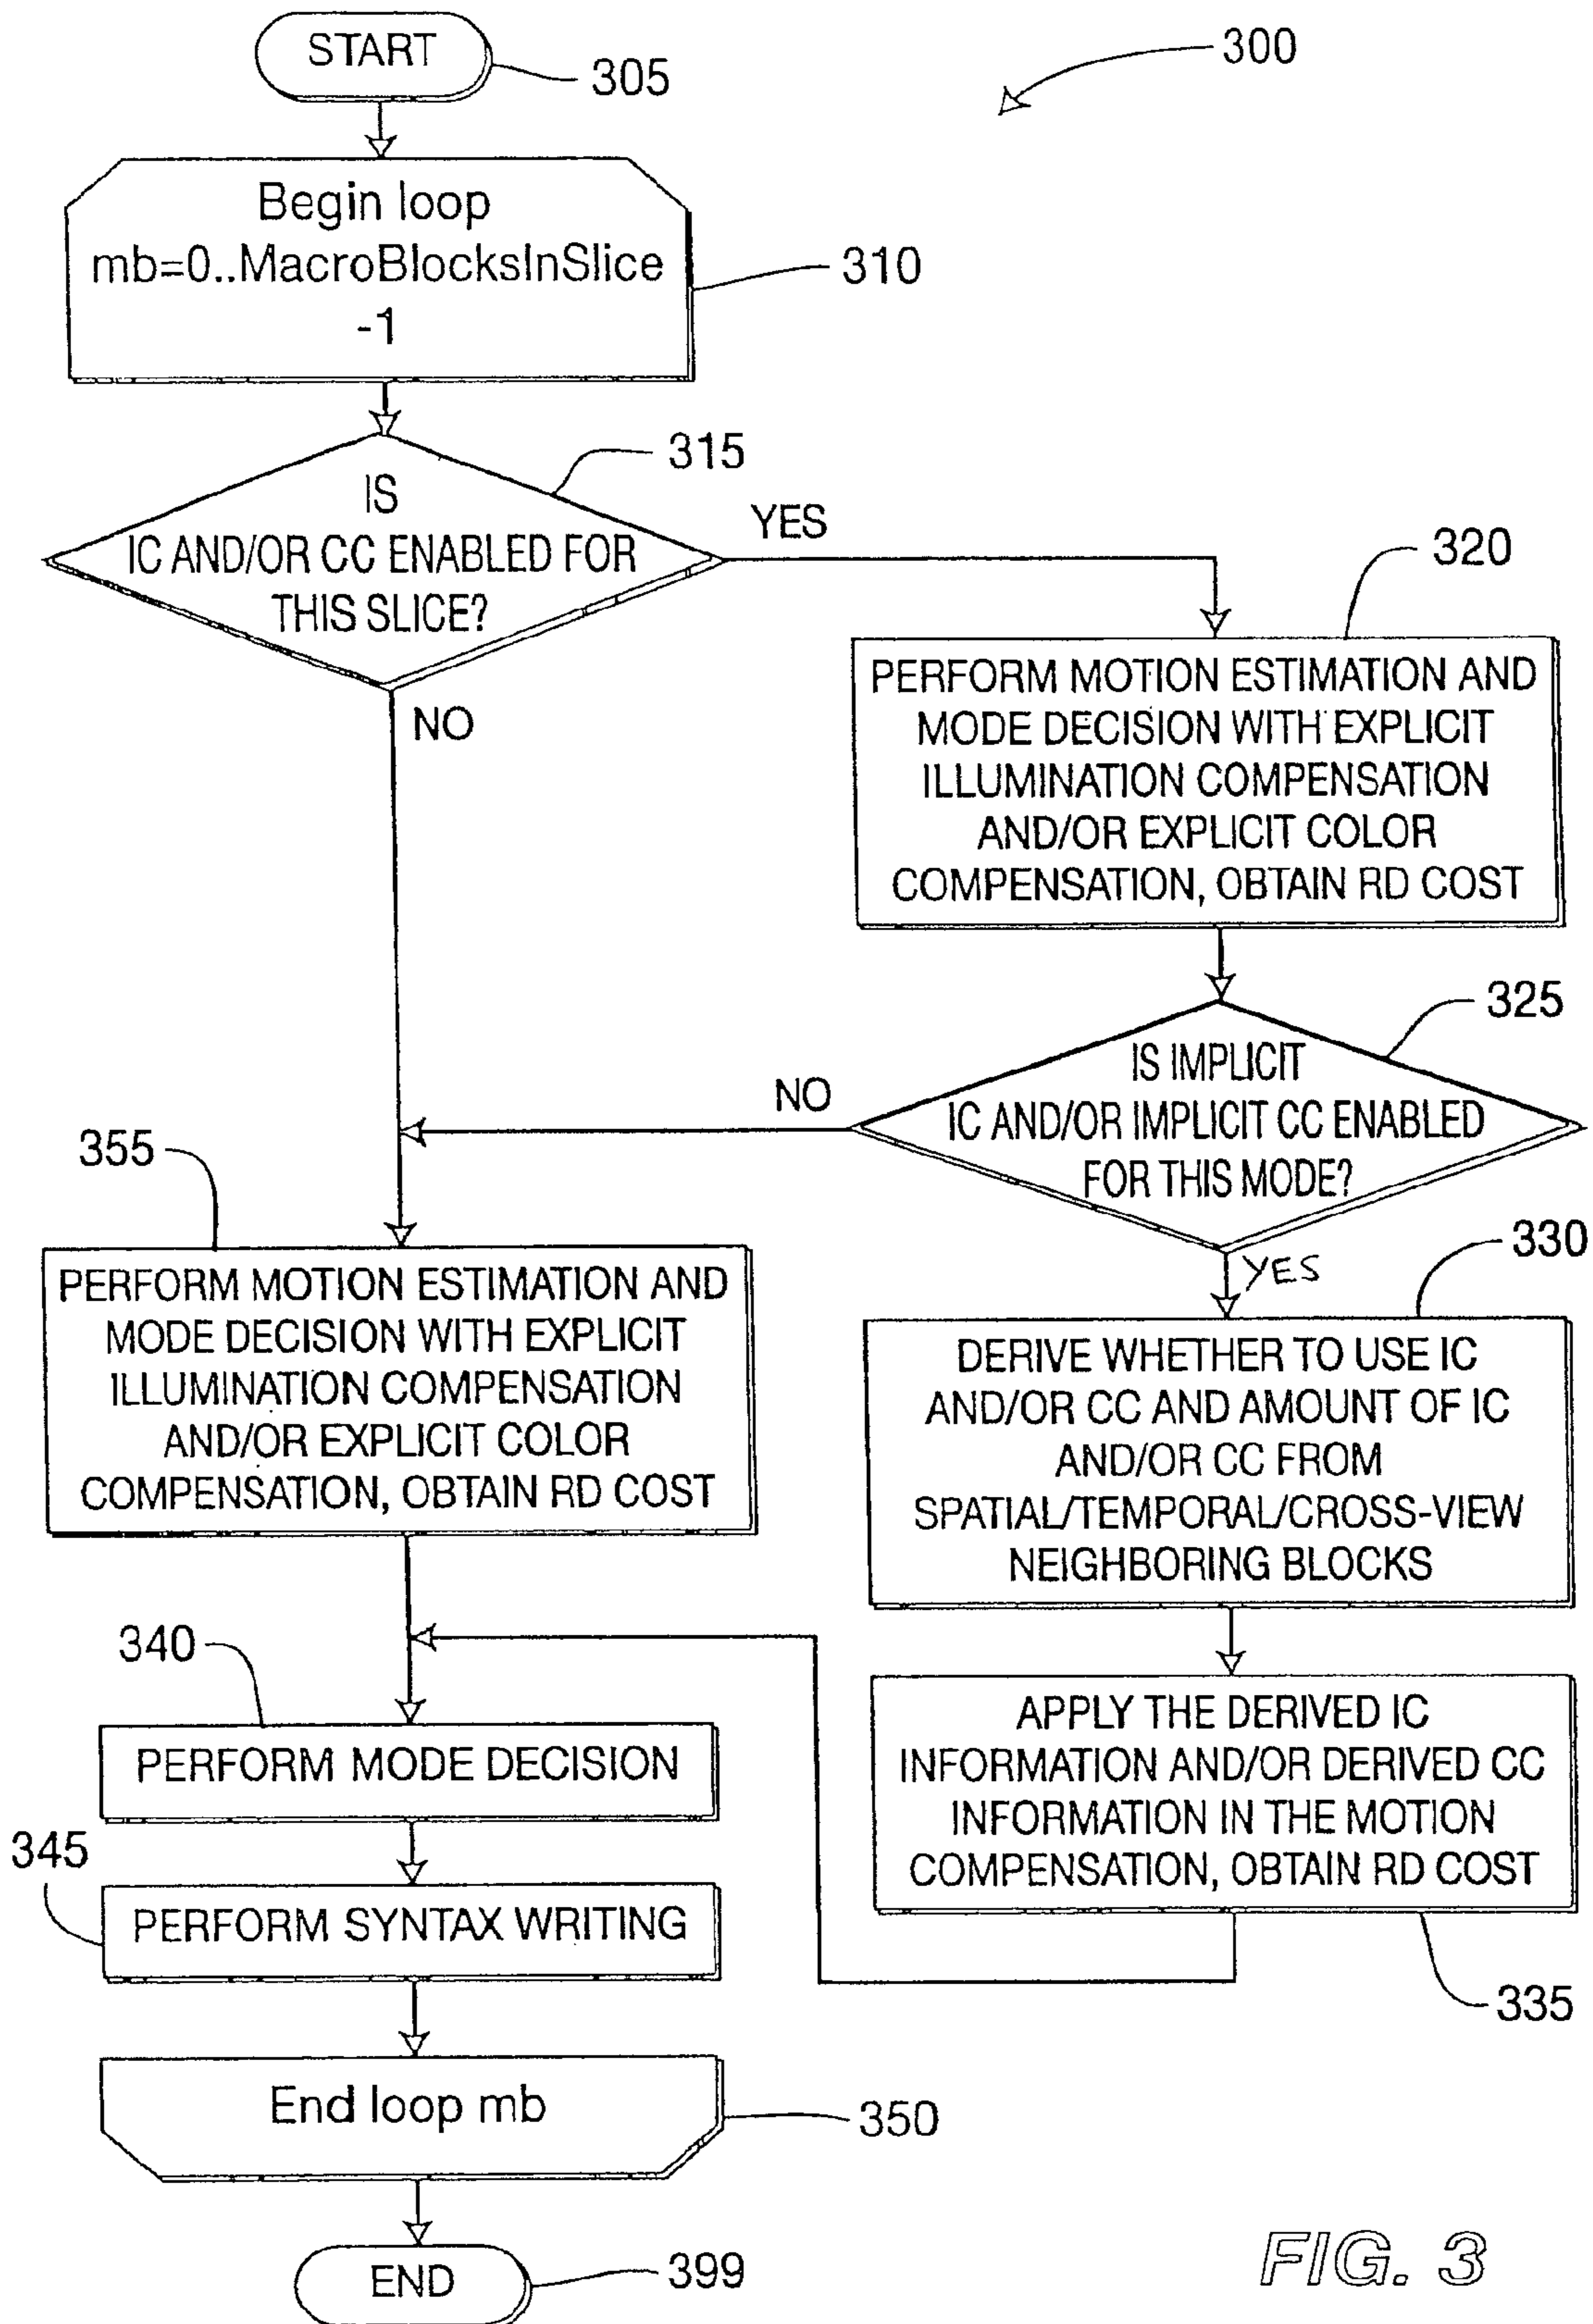 START
305
300
Begin loop
mb=0..MacroBlocksInSlice
-1
310
IS
IC AND/OR CC ENABLED FOR
THIS SLICE?
315
YES
NO
320
PERFORM MOTION ESTIMATION AND
MODE DECISION WITH EXPLICIT
ILLUMINATION COMPENSATION
AND/OR EXPLICIT COLOR
COMPENSATION, OBTAIN RD COST
325
IS IMPLICIT
IC AND/OR IMPLICIT CC ENABLED
FOR THIS MODE?
NO
YES
355
PERFORM MOTION ESTIMATION AND
MODE DECISION WITH EXPLICIT
ILLUMINATION COMPENSATION
AND/OR EXPLICIT COLOR
COMPENSATION, OBTAIN RD COST
330
DERIVE WHETHER TO USE IC
AND/OR CC AND AMOUNT OF IC
AND/OR CC FROM
SPATIAL/TEMPORAL/CROSS-VIEW
NEIGHBORING BLOCKS
340
PERFORM MODE DECISION
APPLY THE DERIVED IC
INFORMATION AND/OR DERIVED CC
INFORMATION IN THE MOTION
COMPENSATION, OBTAIN RD COST
335
345
PERFORM SYNTAX WRITING
End loop mb
350
END
399
FIG. 3